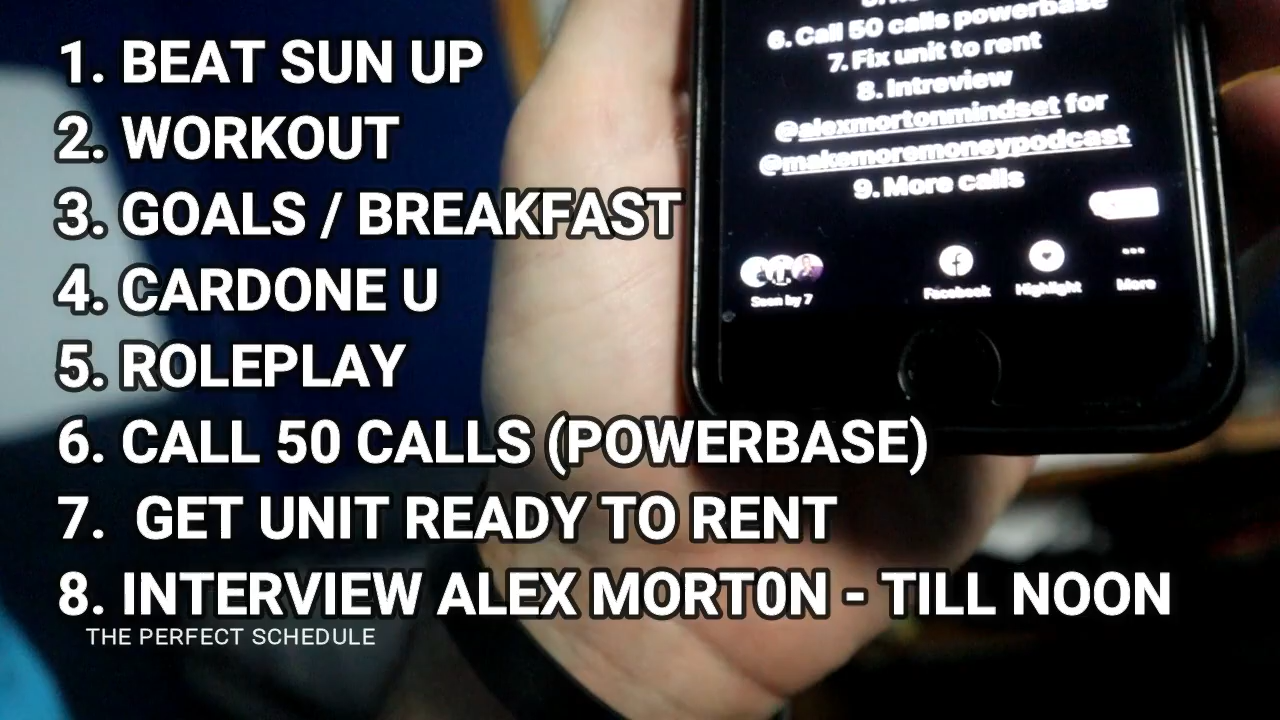 1. BEAT SUN UP
2. WORKOUT
3. GOALS / BREAKFAST
4. CARDONE U
5. ROLEPLAY
6. CALL 50 CALLS (POWERBASE)
7.  GET UNIT READY TO RENT
8. INTERVIEW ALEX MORT0N - TILL NOON
THE PERFECT SCHEDULE
6. Call 50 calls powerbase
7. Fix unit to rent
8. Intreview
@alexmortonmindset for
@makemoremoneypodcast
9. More calls
Seen by 7
Facebook
Highlight
More